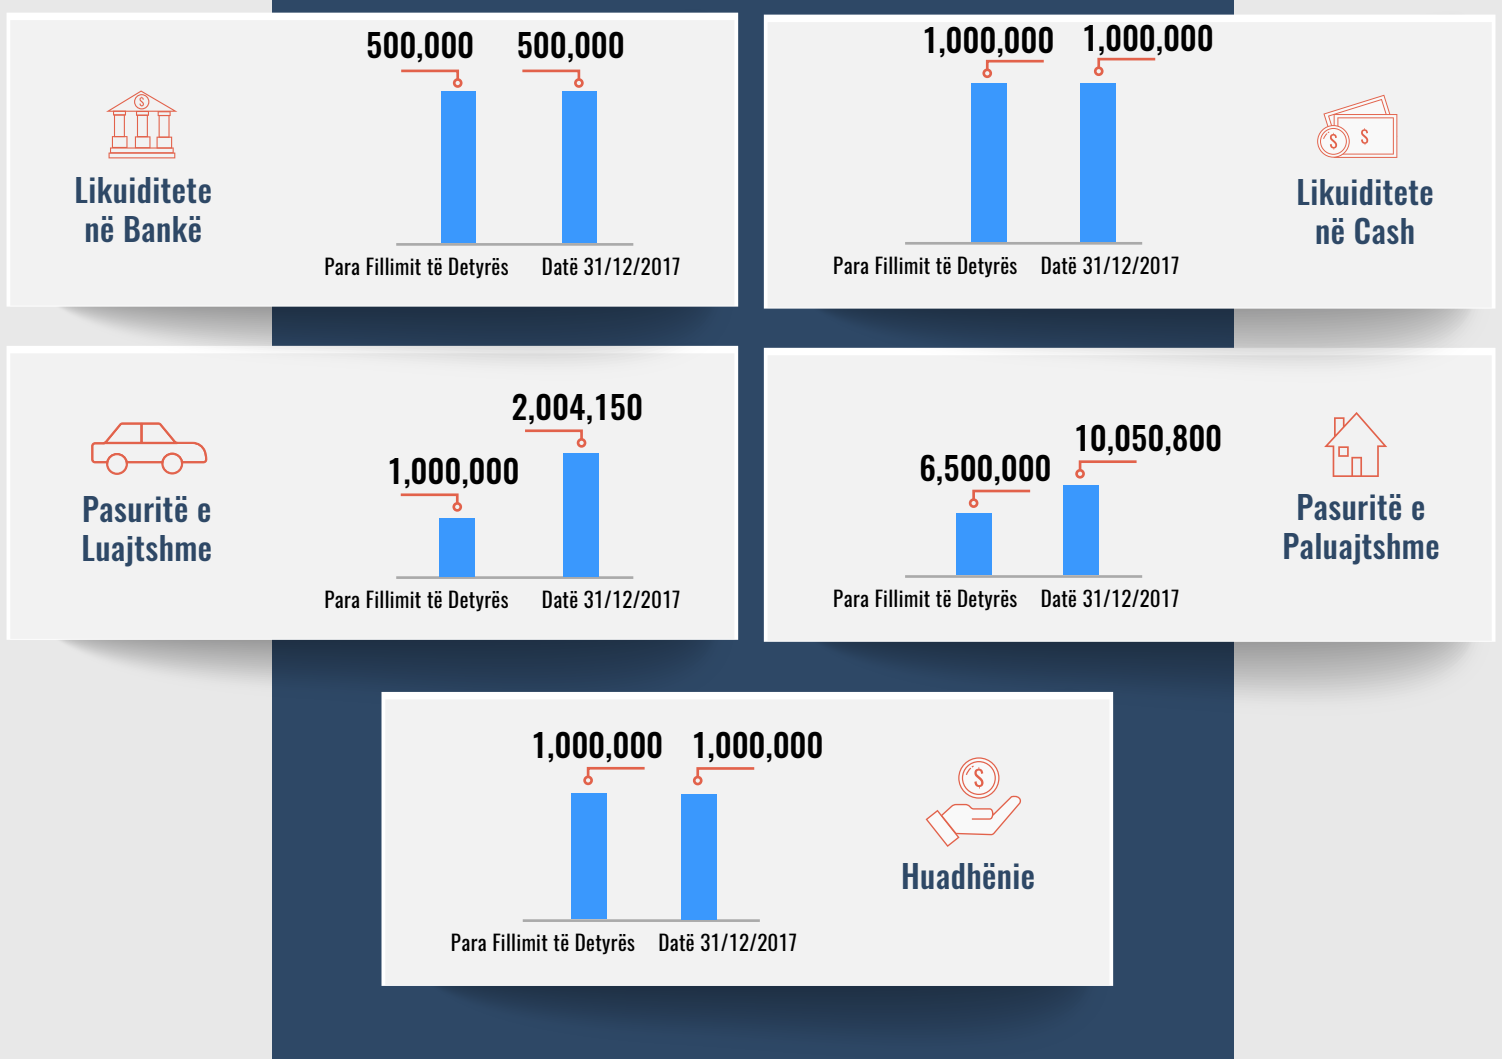 500,000 500,000
Likuiditete
në Bankë
Para Fillimit të Detyrës Datë 31/12/2017
1,000,000 1,000,000
Likuiditete
në Cash
Para Fillimit të Detyrës Datë 31/12/2017
2,004,150
1,000,000
Pasuritë e
Luajtshme
Para Fillimit të Detyrës Datë 31/12/2017
10,050,800
6,500,000
Pasuritë e
Paluajtshme
Para Fillimit të Detyrës Datë 31/12/2017
1,000,000 1,000,000
Huadhënie
Para Fillimit të Detyrës Datë 31/12/2017